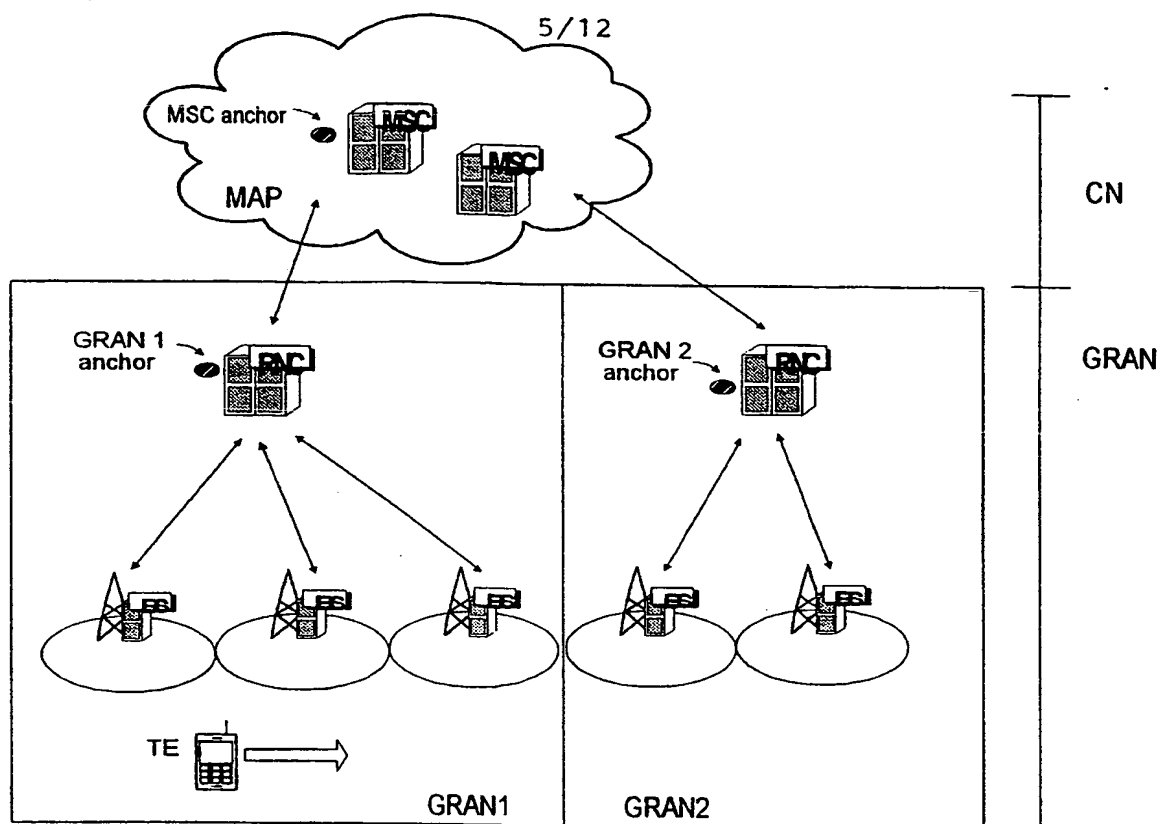 5/12
MSC anchor
MSC
MSC
MAP
CN
GRAN 1
anchor
RNC
GRAN 2
anchor
RNC
GRAN
BS
BS
BS
BS
BS
TE
GRAN1
GRAN2